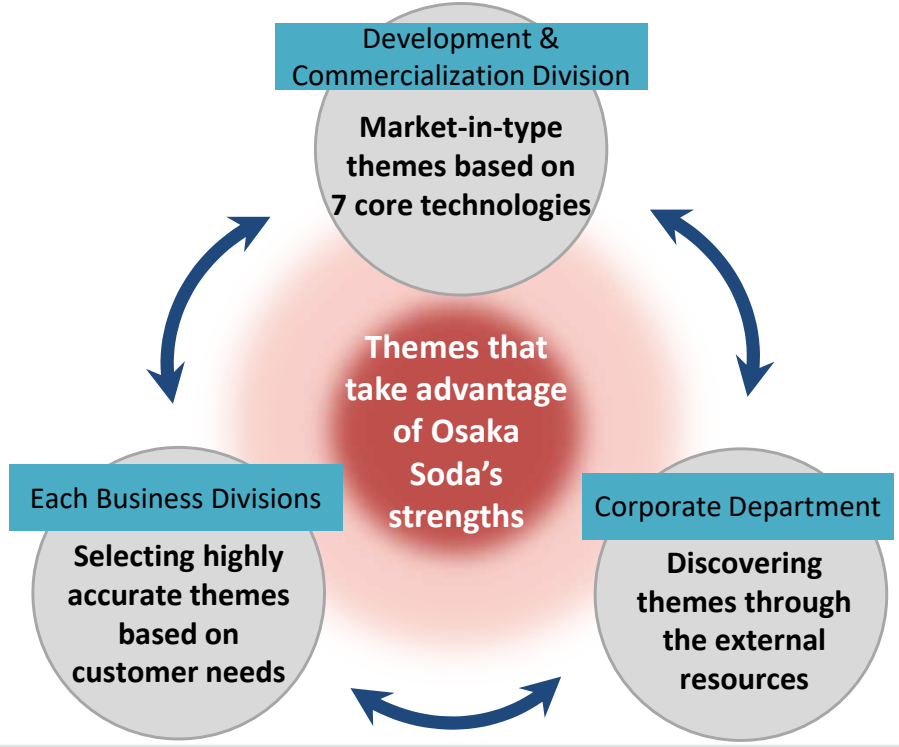 Development &
Commercialization Division
Market-in-type
themes based on
7 core technologies
Themes that
take advantage
of Osaka
Soda’s
strengths
Each Business Divisions
Selecting highly
accurate themes
based on
customer needs
Corporate Department
Discovering
themes through
the external
resources